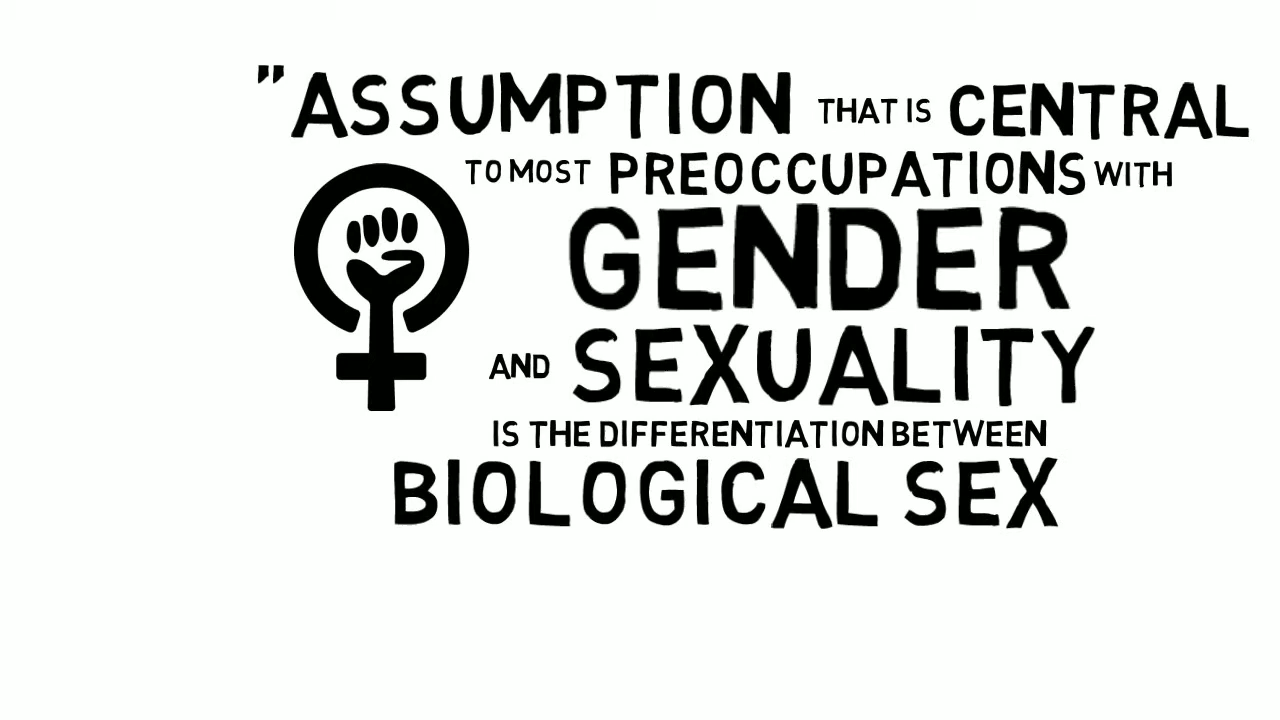 "ASSUMPTION THAT IS CENTRAL
TO MOST PREOCCUPATIONS WITH
GENDER
AND SEXUALITY
IS THE DIFFERENTIATION BETWEEN
BIOLOGICAL SEX